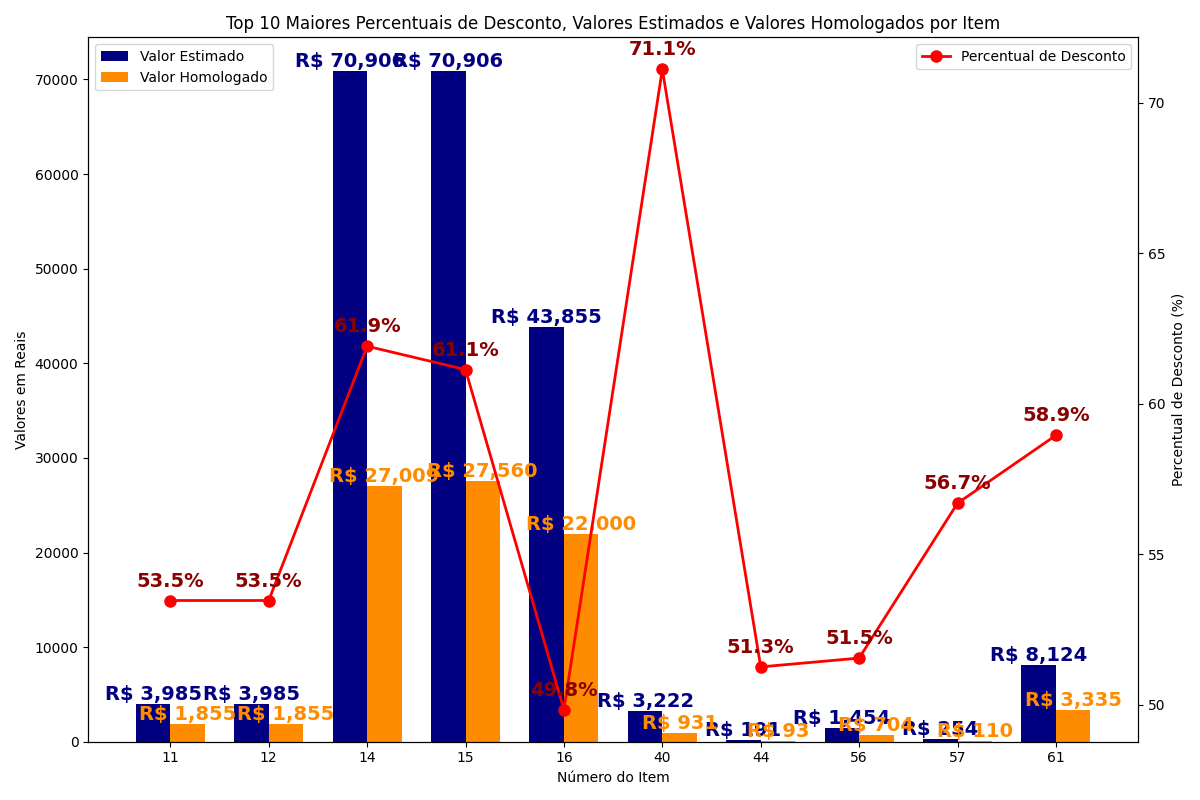 Top 10 Maiores Percentuais de Desconto, Valores Estimados e Valores Homologados por Item
Valor Estimado
Valor Homologado
Percentual de Desconto
Valores em Reais
70000
60000
50000
40000
30000
20000
10000
0
R$ 3,985
R$ 3,985
R$ 70,906
R$ 70,906
R$ 43,855
R$ 3,222
R$ 191
R$ 1,454
R$ 254
R$ 8,124
R$ 1,855
R$ 1,855
R$ 27,009
R$ 27,560
R$ 22,000
R$ 931
R$ 93
R$ 704
R$ 110
R$ 3,335
53.5%
53.5%
61.9%
61.1%
49.8%
71.1%
51.3%
51.5%
56.7%
58.9%
70
65
60
55
50
Percentual de Desconto (%)
11 12 14 15 16 40 44 56 57 61
Número do Item